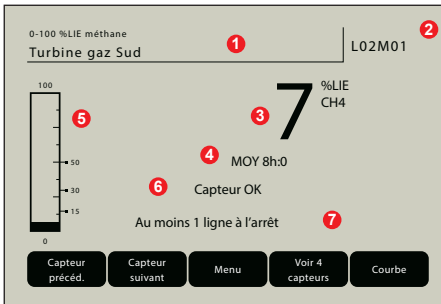 0-100 %LIE méthane
Turbine gaz Sud
1
2
L02M01
100
5
3
7
%LIE
CH4
4
MOY 8h:0
50
6
Capteur OK
30
15
Au moins 1 ligne à l'arrêt
7
0
Capteur
précéd.
Capteur
suivant
Menu
Voir 4
capteurs
Courbe